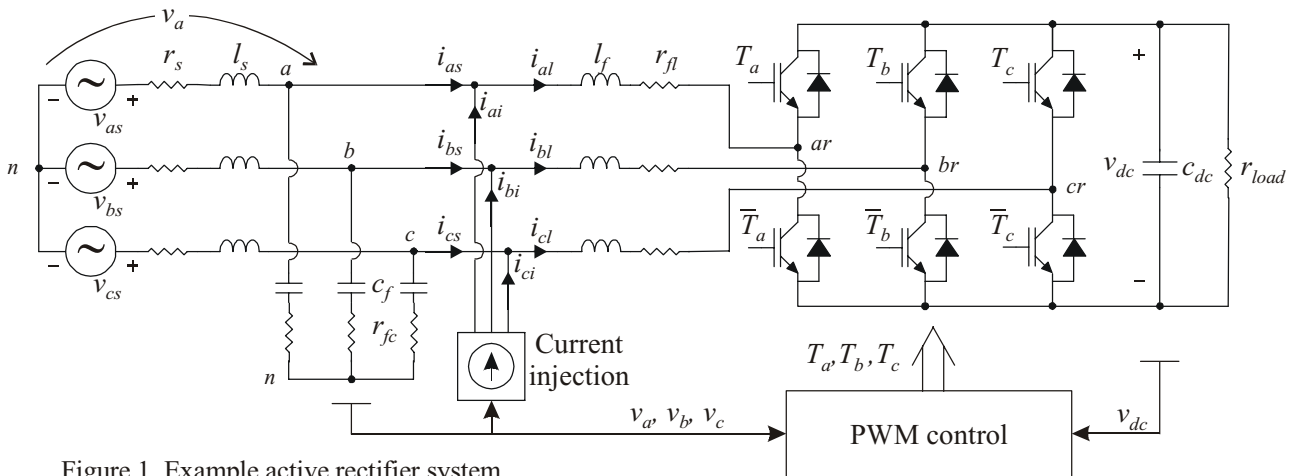 v_a
r_s l_s a
i_as i_al l_f r_fl
T_a T_b T_c
+
− + v_as
i_ai
n
b
i_bs i_bl
ar
br
cr
v_dc c_dc r_load
− + v_bs
i_bi
c
i_cs i_cl
T̅_a T̅_b T̅_c
− + v_cs
i_ci
c_f
r_fc
−
n
Current
injection
T_a, T_b, T_c
v_a, v_b, v_c
PWM control
v_dc
Figure 1. Example active rectifier system